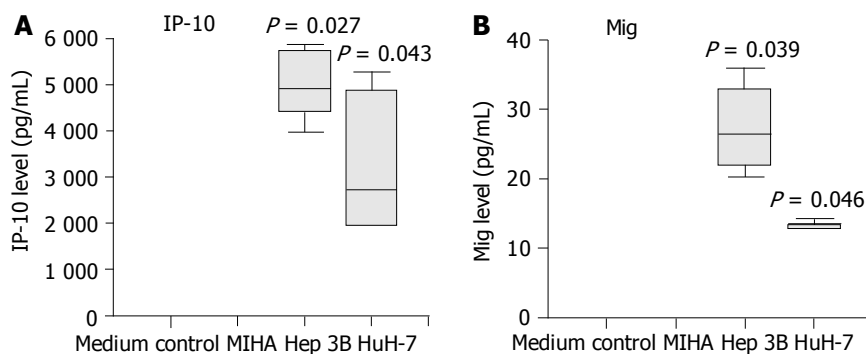 A
IP-10
IP-10 level (pg/mL)
6 000
5 000
4 000
3 000
2 000
1 000
0
P = 0.027
P = 0.043
Medium control MIHA Hep 3B HuH-7
B
Mig
Mig level (pg/mL)
40
30
20
10
0
P = 0.039
P = 0.046
Medium control MIHA Hep 3B HuH-7